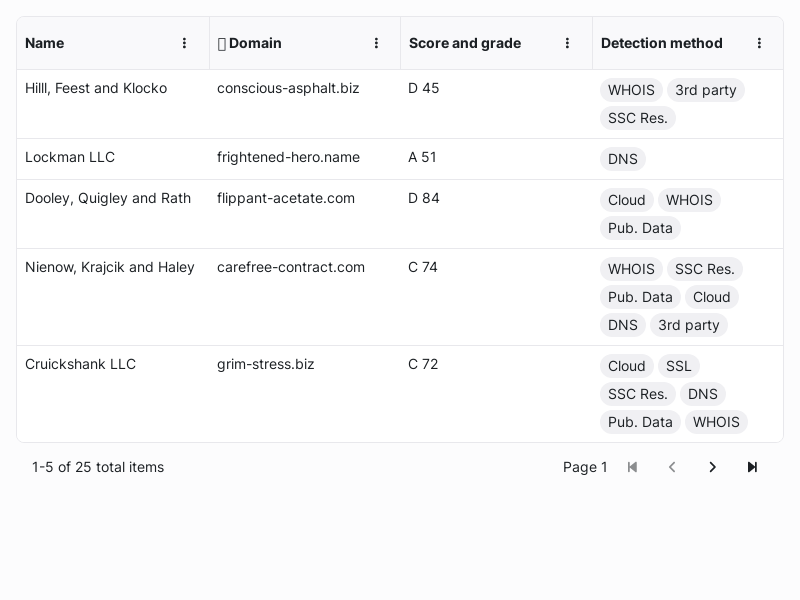 Name Domain Score and grade Detection method
Hilll, Feest and Klocko conscious-asphalt.biz D 45 WHOIS 3rd party
SSC Res.
Lockman LLC frightened-hero.name A 51 DNS
Dooley, Quigley and Rath flippant-acetate.com D 84 Cloud WHOIS
Pub. Data
Nienow, Krajcik and Haley carefree-contract.com C 74 WHOIS SSC Res.
Pub. Data Cloud
DNS 3rd party
Cruickshank LLC grim-stress.biz C 72 Cloud SSL
SSC Res. DNS
Pub. Data WHOIS
1-5 of 25 total items Page 1